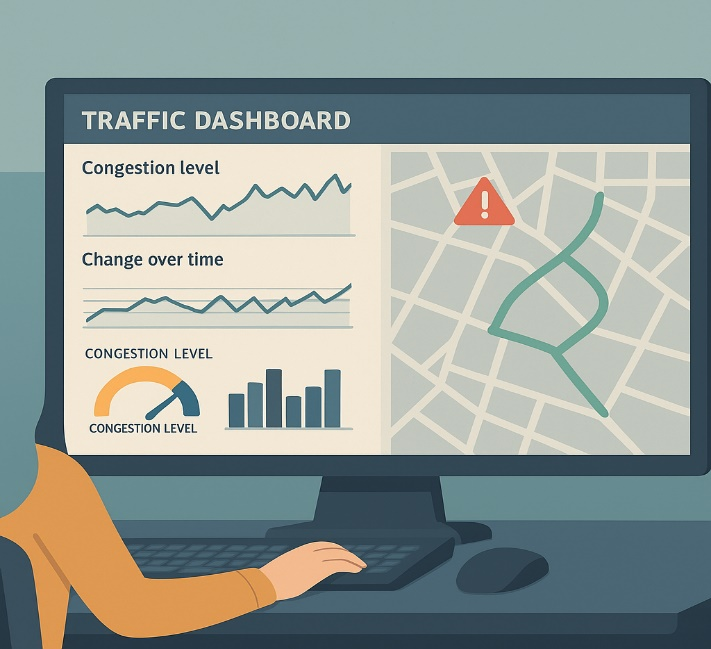 TRAFFIC DASHBOARD
Congestion level
Change over time
CONGESTION LEVEL
CONGESTION LEVEL
!